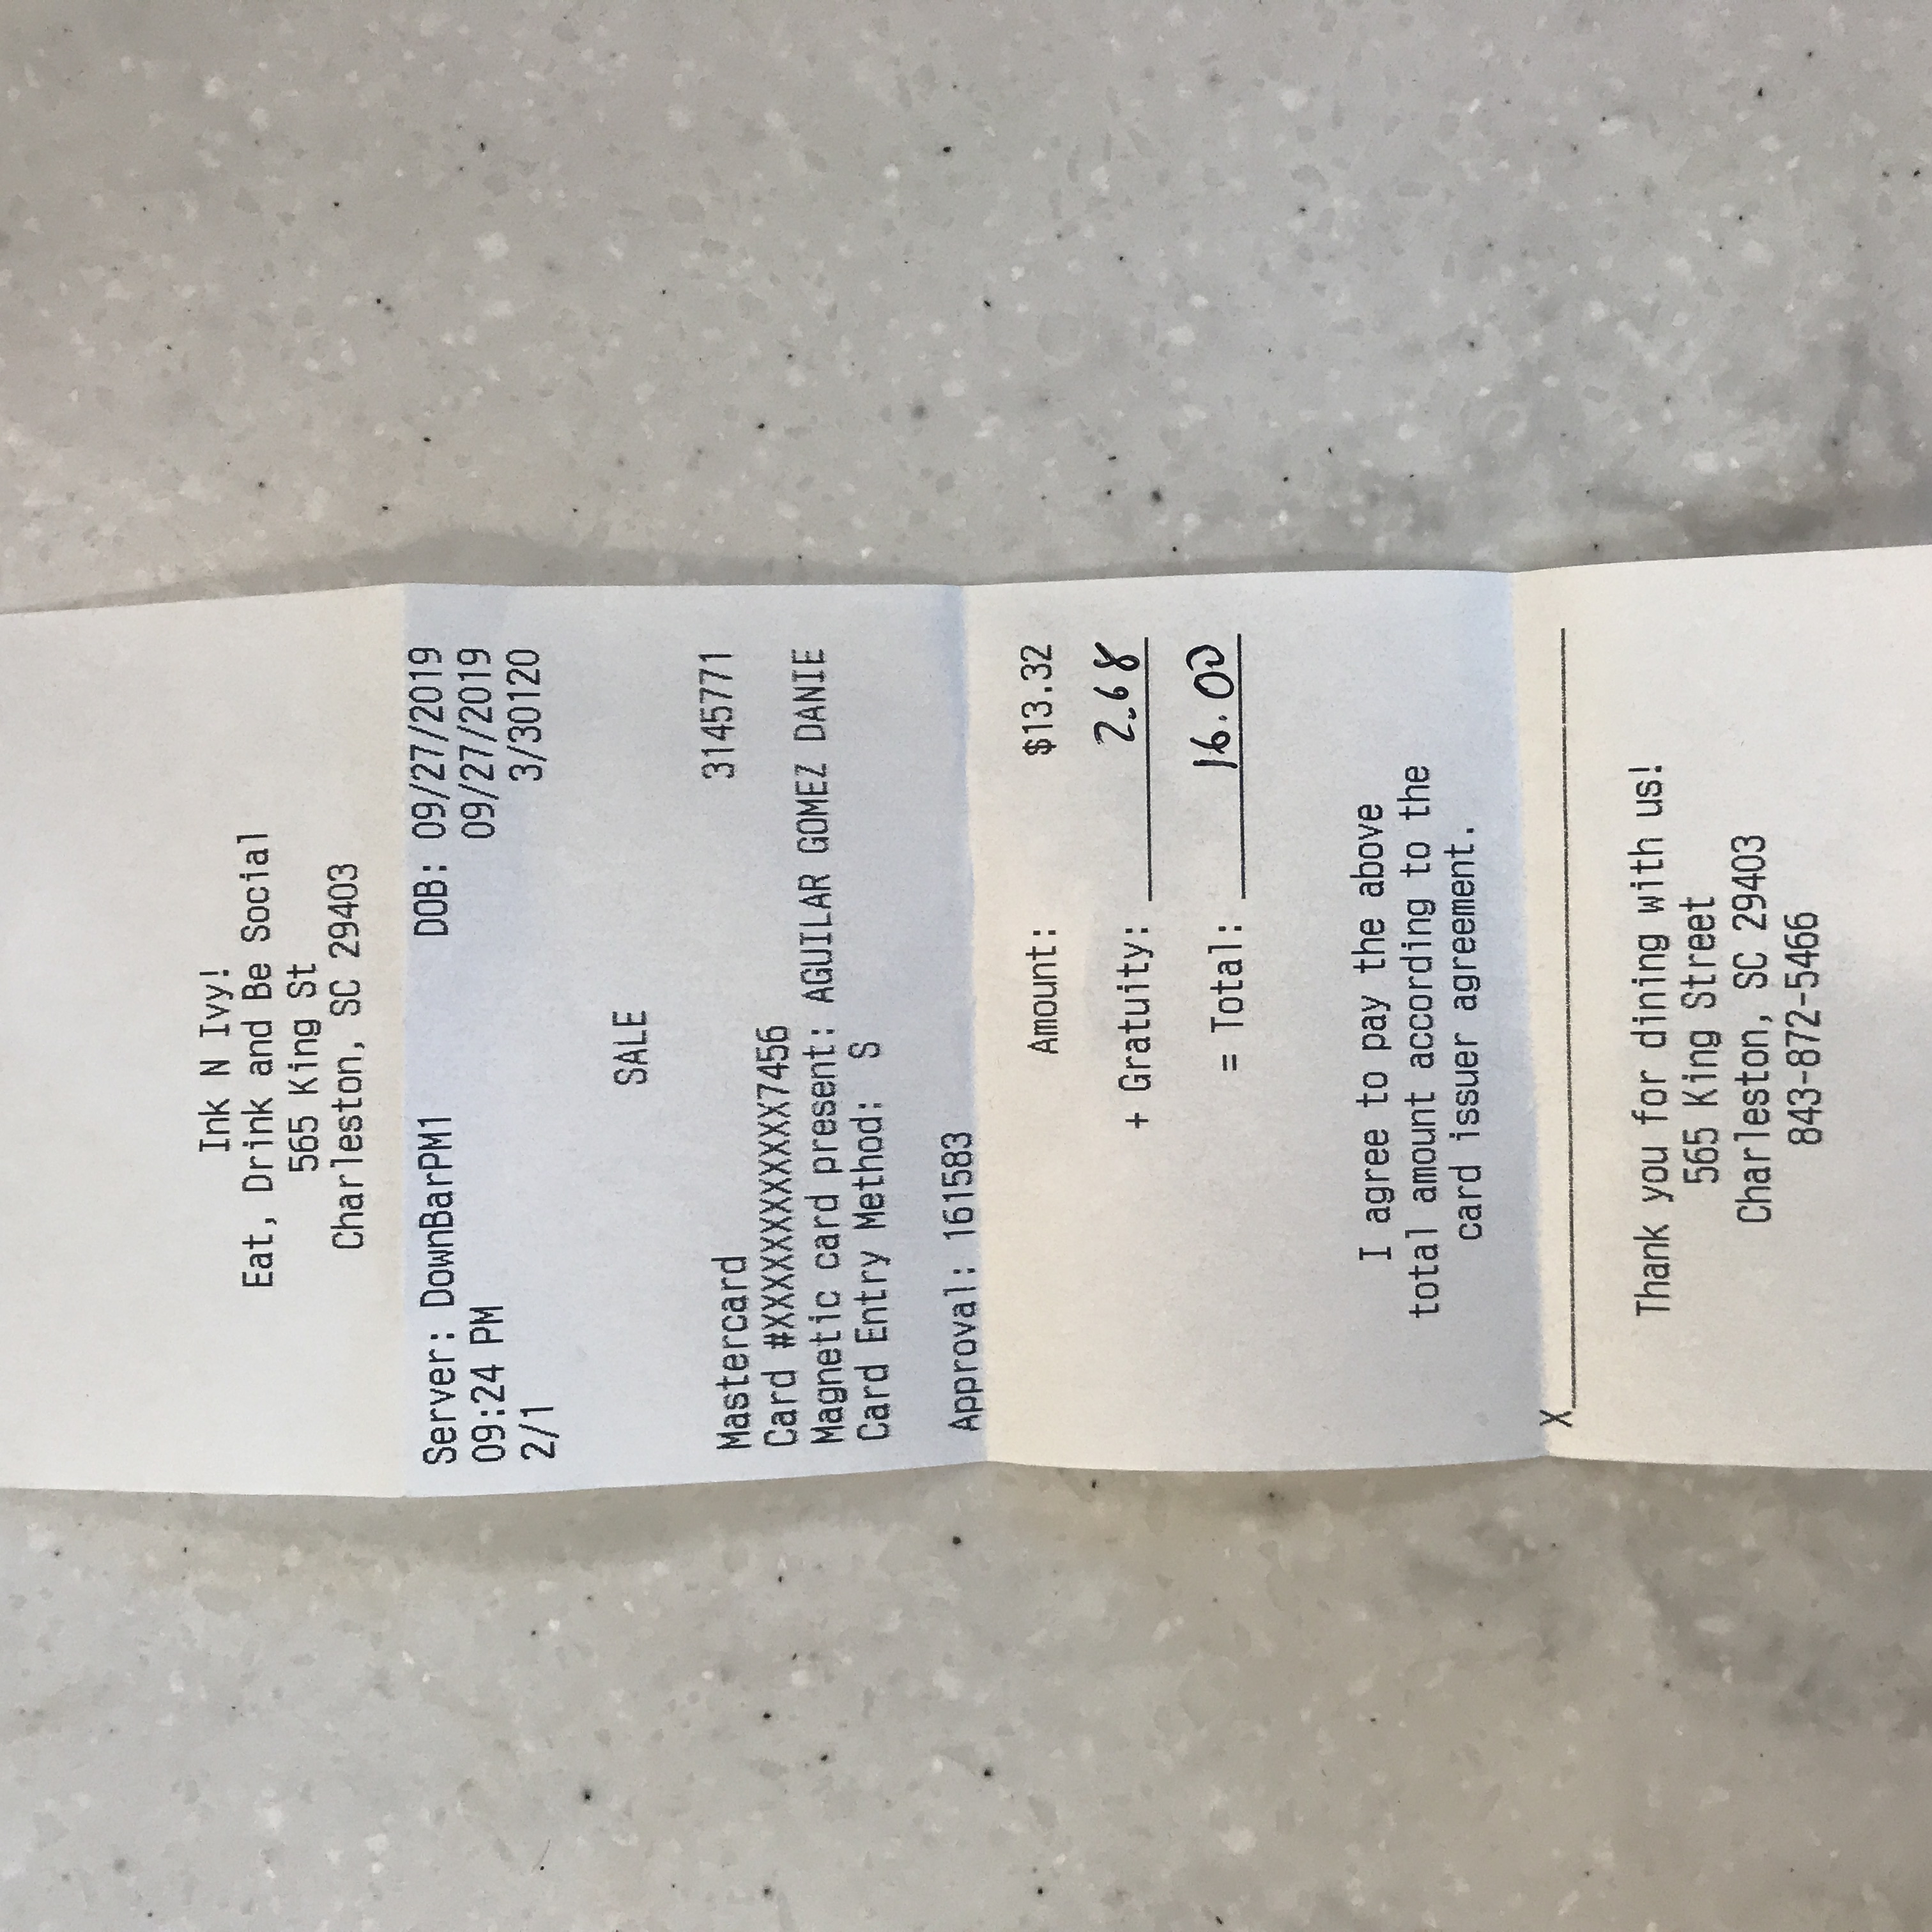 Ink N Ivy!
Eat, Drink and Be Social
565 King St
Charleston, SC 29403
Server: DownBarPM1 DOB: 09/27/2019
09:24 PM 09/27/2019
2/1 3/30120
SALE
Mastercard 3145771
Card #XXXXXXXXXXXX7456
Magnetic card present: AGUILAR GOMEZ DANIE
Card Entry Method: S
Approval: 161583
Amount: $13.32
+ Gratuity: 2.68
= Total: 16.00
I agree to pay the above
total amount according to the
card issuer agreement.
X
Thank you for dining with us!
565 King Street
Charleston, SC 29403
843-872-5466